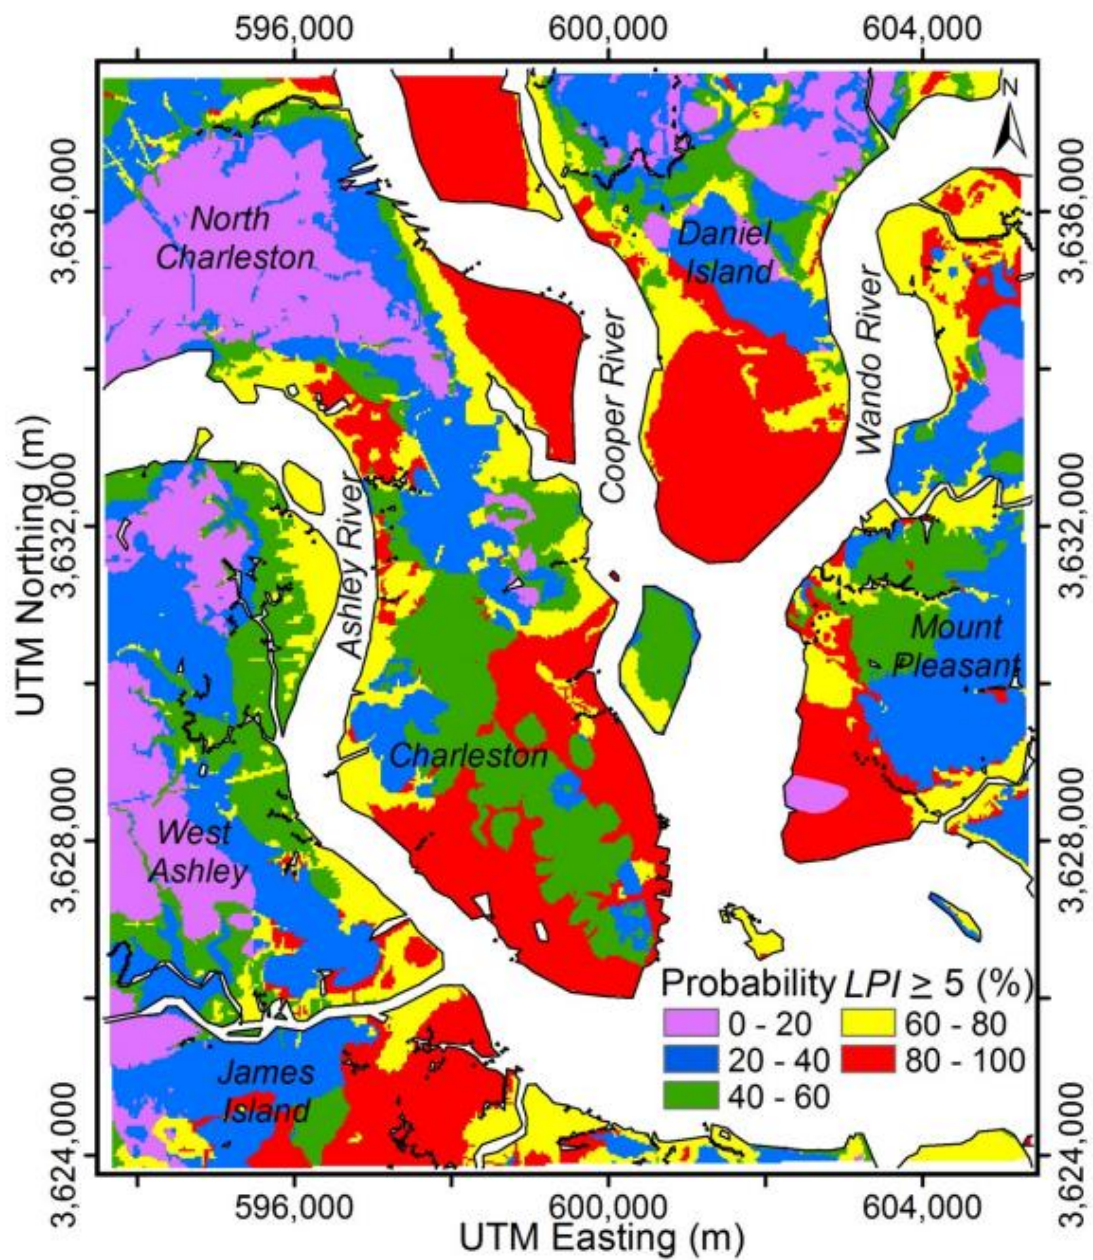 596,000 600,000 604,000
N
3,636,000
3,636,000
North
Charleston
Daniel
Island
Wando River
Cooper River
UTM Northing (m)
3,632,000
3,632,000
Ashley River
Mount
Pleasant
Charleston
3,628,000
3,628,000
West
Ashley
Probability LPI ≥ 5 (%)
0 - 20 60 - 80
20 - 40 80 - 100
40 - 60
James
Island
3,624,000
3,624,000
596,000 600,000 604,000
UTM Easting (m)